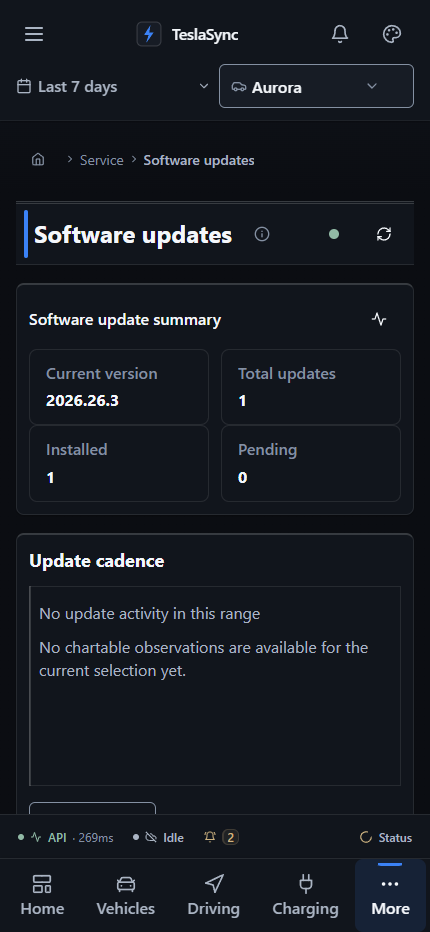 TeslaSync
Last 7 days
Aurora
Service > Software updates
Software updates
Software update summary
Current version
2026.26.3
Total updates
1
Installed
1
Pending
0
Update cadence
No update activity in this range
No chartable observations are available for the
current selection yet.
API · 269ms
Idle
2
Status
Home
Vehicles
Driving
Charging
More